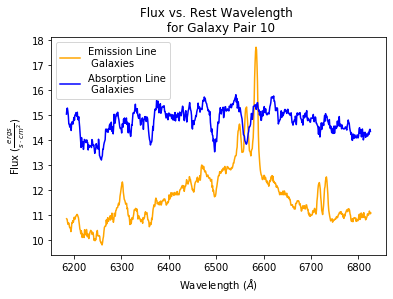 Flux vs. Rest Wavelength
for Galaxy Pair 10
Emission Line
Galaxies
Absorption Line
Galaxies
Flux (ergs/s·cm²)
18
17
16
15
14
13
12
11
10
6200 6300 6400 6500 6600 6700 6800
Wavelength (Å)